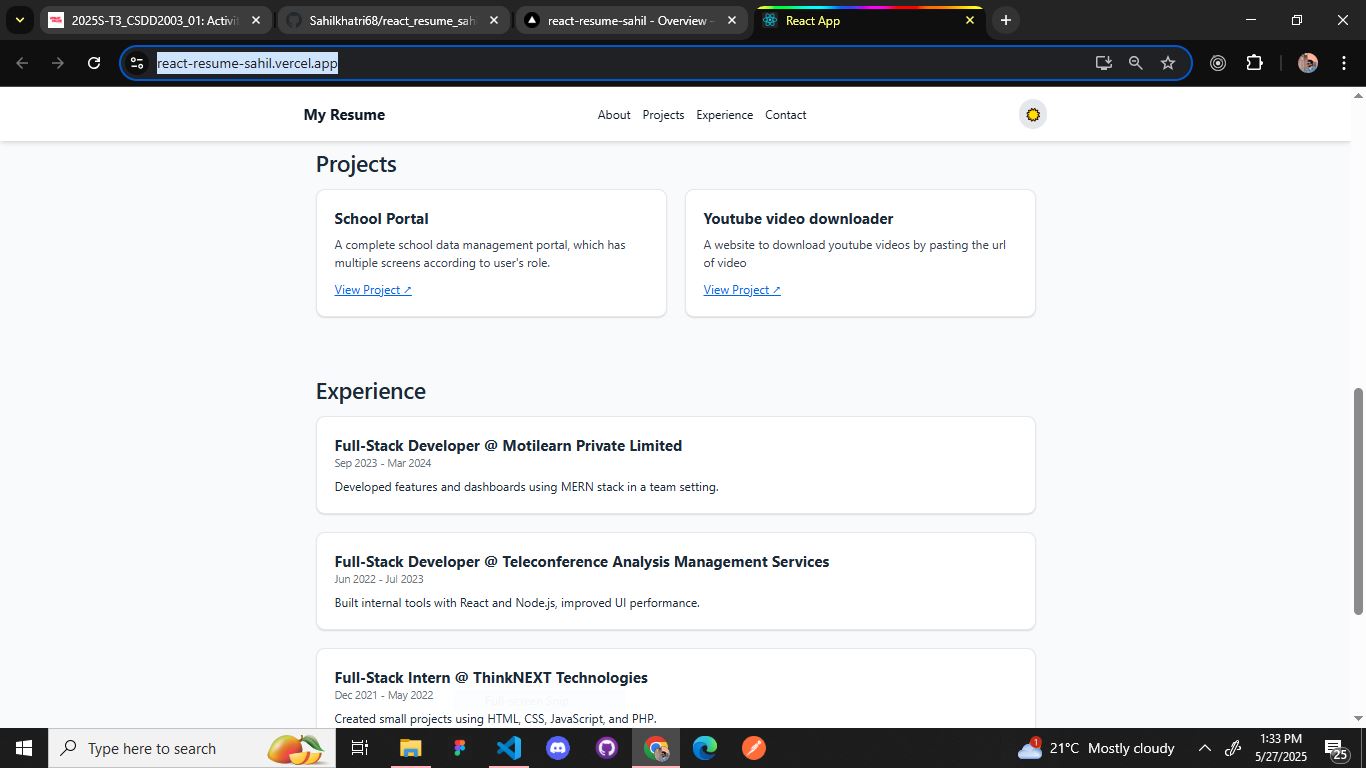 2025S-T3_CSDD2003_01: Activi
Sahilkhatri68/react_resume_sah
react-resume-sahil - Overview -
React App
react-resume-sahil.vercel.app
My Resume
About
Projects
Experience
Contact
Projects
School Portal
A complete school data management portal, which has
multiple screens according to user's role.
View Project ↗
Youtube video downloader
A website to download youtube videos by pasting the url
of video
View Project ↗
Experience
Full-Stack Developer @ Motilearn Private Limited
Sep 2023 - Mar 2024
Developed features and dashboards using MERN stack in a team setting.
Full-Stack Developer @ Teleconference Analysis Management Services
Jun 2022 - Jul 2023
Built internal tools with React and Node.js, improved UI performance.
Full-Stack Intern @ ThinkNEXT Technologies
Dec 2021 - May 2022
Full-screen Snip
Created small projects using HTML, CSS, JavaScript, and PHP.
Type here to search
1
21°C Mostly cloudy
1:33 PM
5/27/2025
25